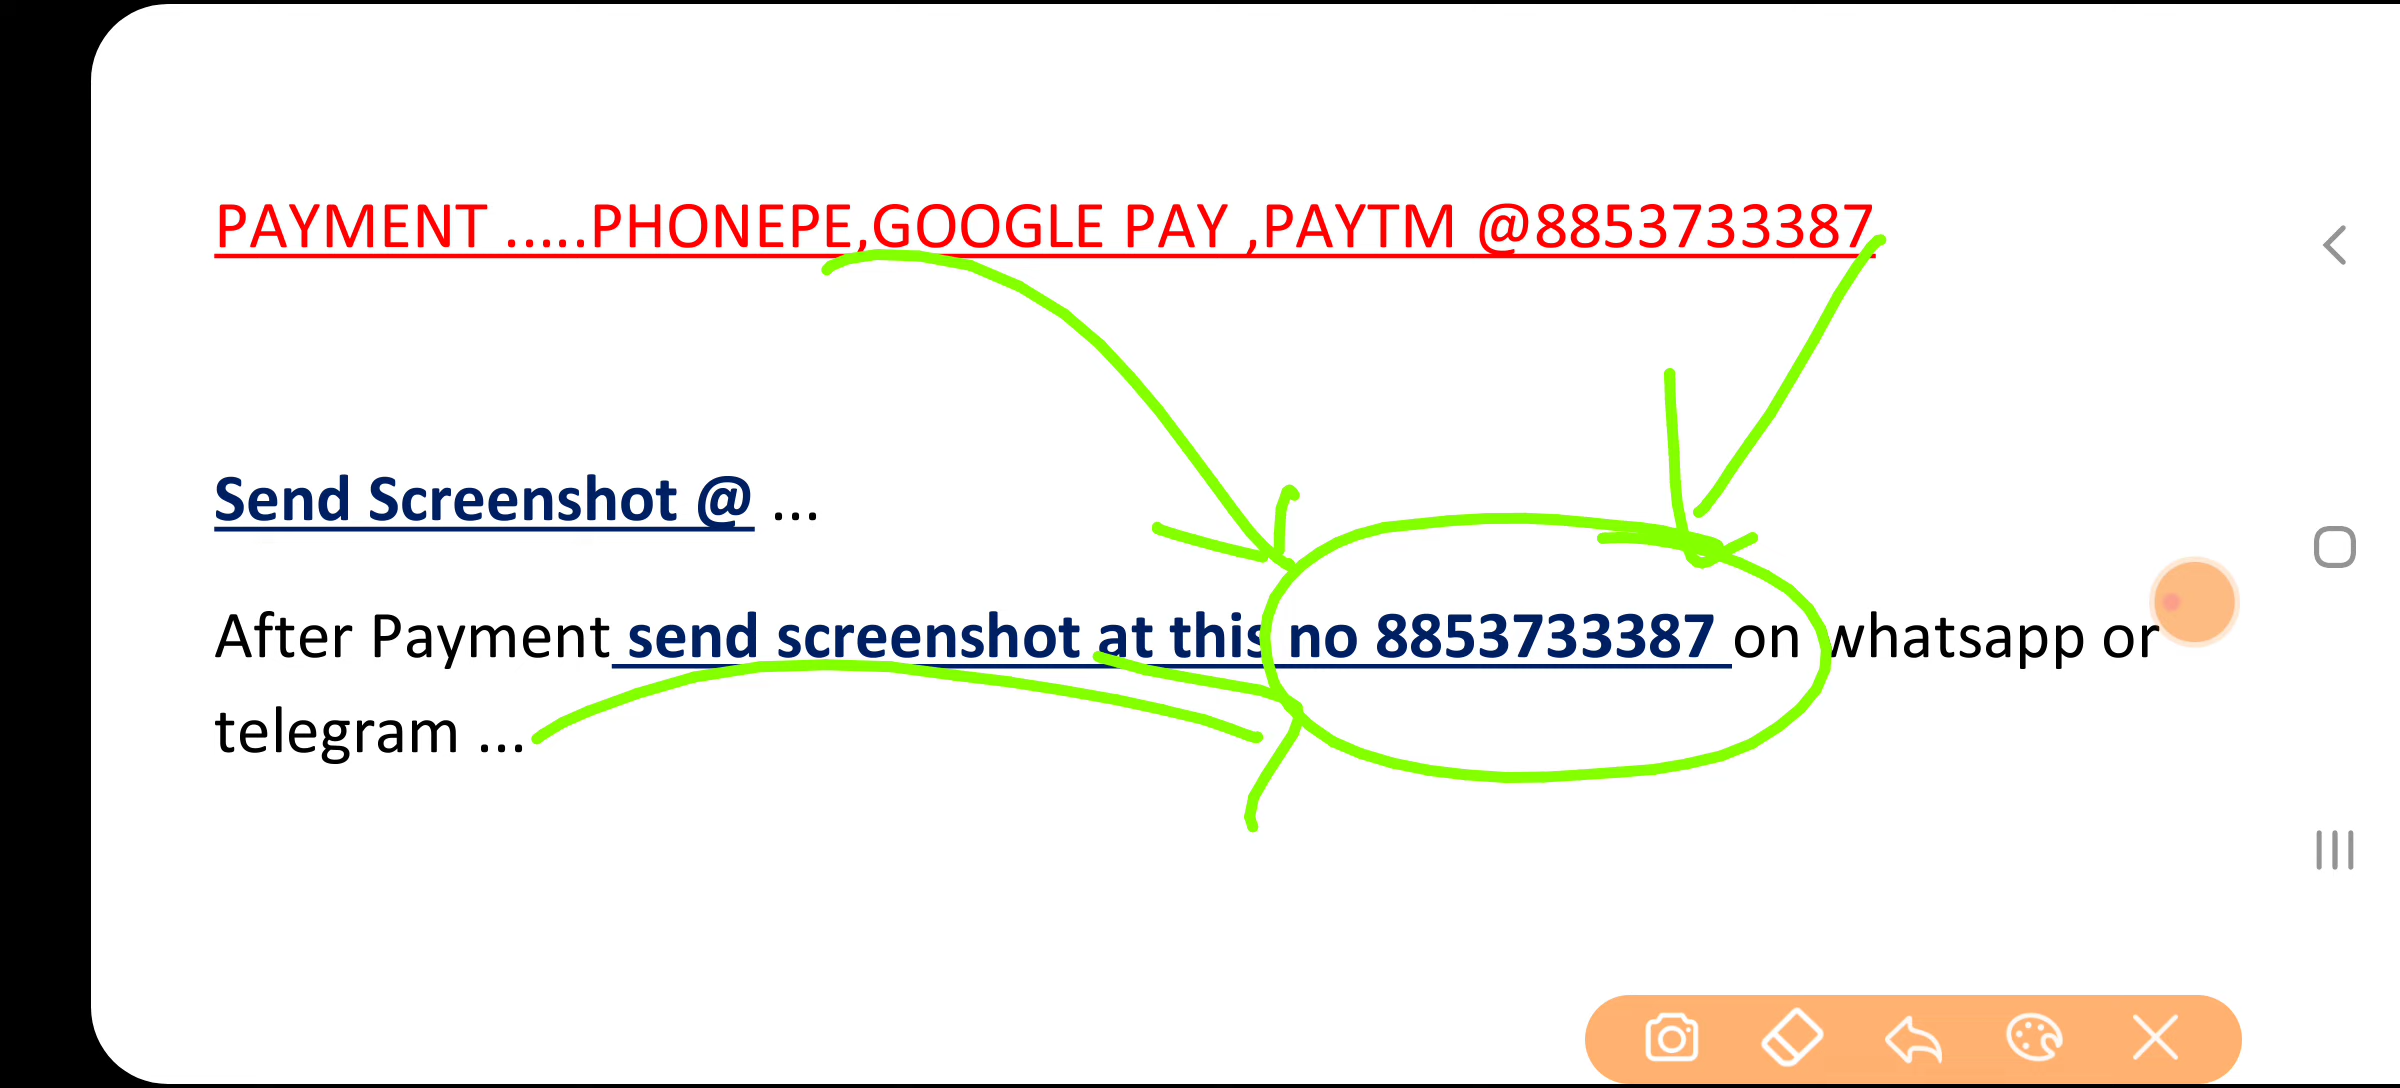 PAYMENT .....PHONEPE,GOOGLE PAY ,PAYTM @8853733387
Send Screenshot @ ...
After Payment send screenshot at this no 8853733387 on whatsapp or
telegram ...